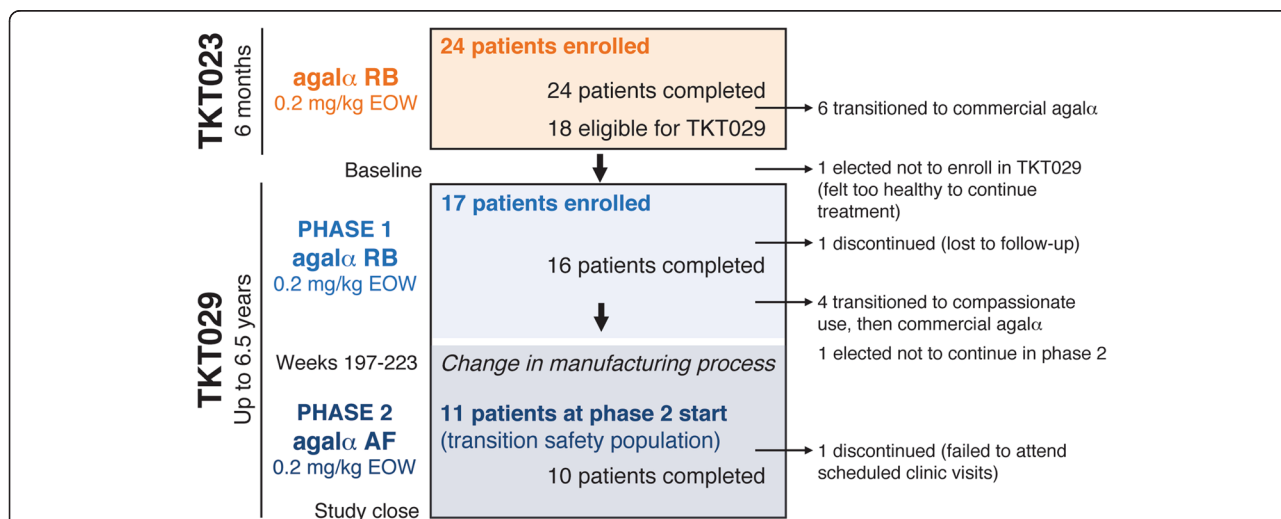 TKT023
6 months
agalα RB
0.2 mg/kg EOW
24 patients enrolled
24 patients completed
18 eligible for TKT029
6 transitioned to commercial agalα
Baseline
1 elected not to enroll in TKT029
(felt too healthy to continue
treatment)
TKT029
Up to 6.5 years
PHASE 1
agalα RB
0.2 mg/kg EOW
17 patients enrolled
1 discontinued (lost to follow-up)
16 patients completed
4 transitioned to compassionate
use, then commercial agalα
1 elected not to continue in phase 2
Weeks 197-223
Change in manufacturing process
PHASE 2
agalα AF
0.2 mg/kg EOW
11 patients at phase 2 start
(transition safety population)
10 patients completed
1 discontinued (failed to attend
scheduled clinic visits)
Study close